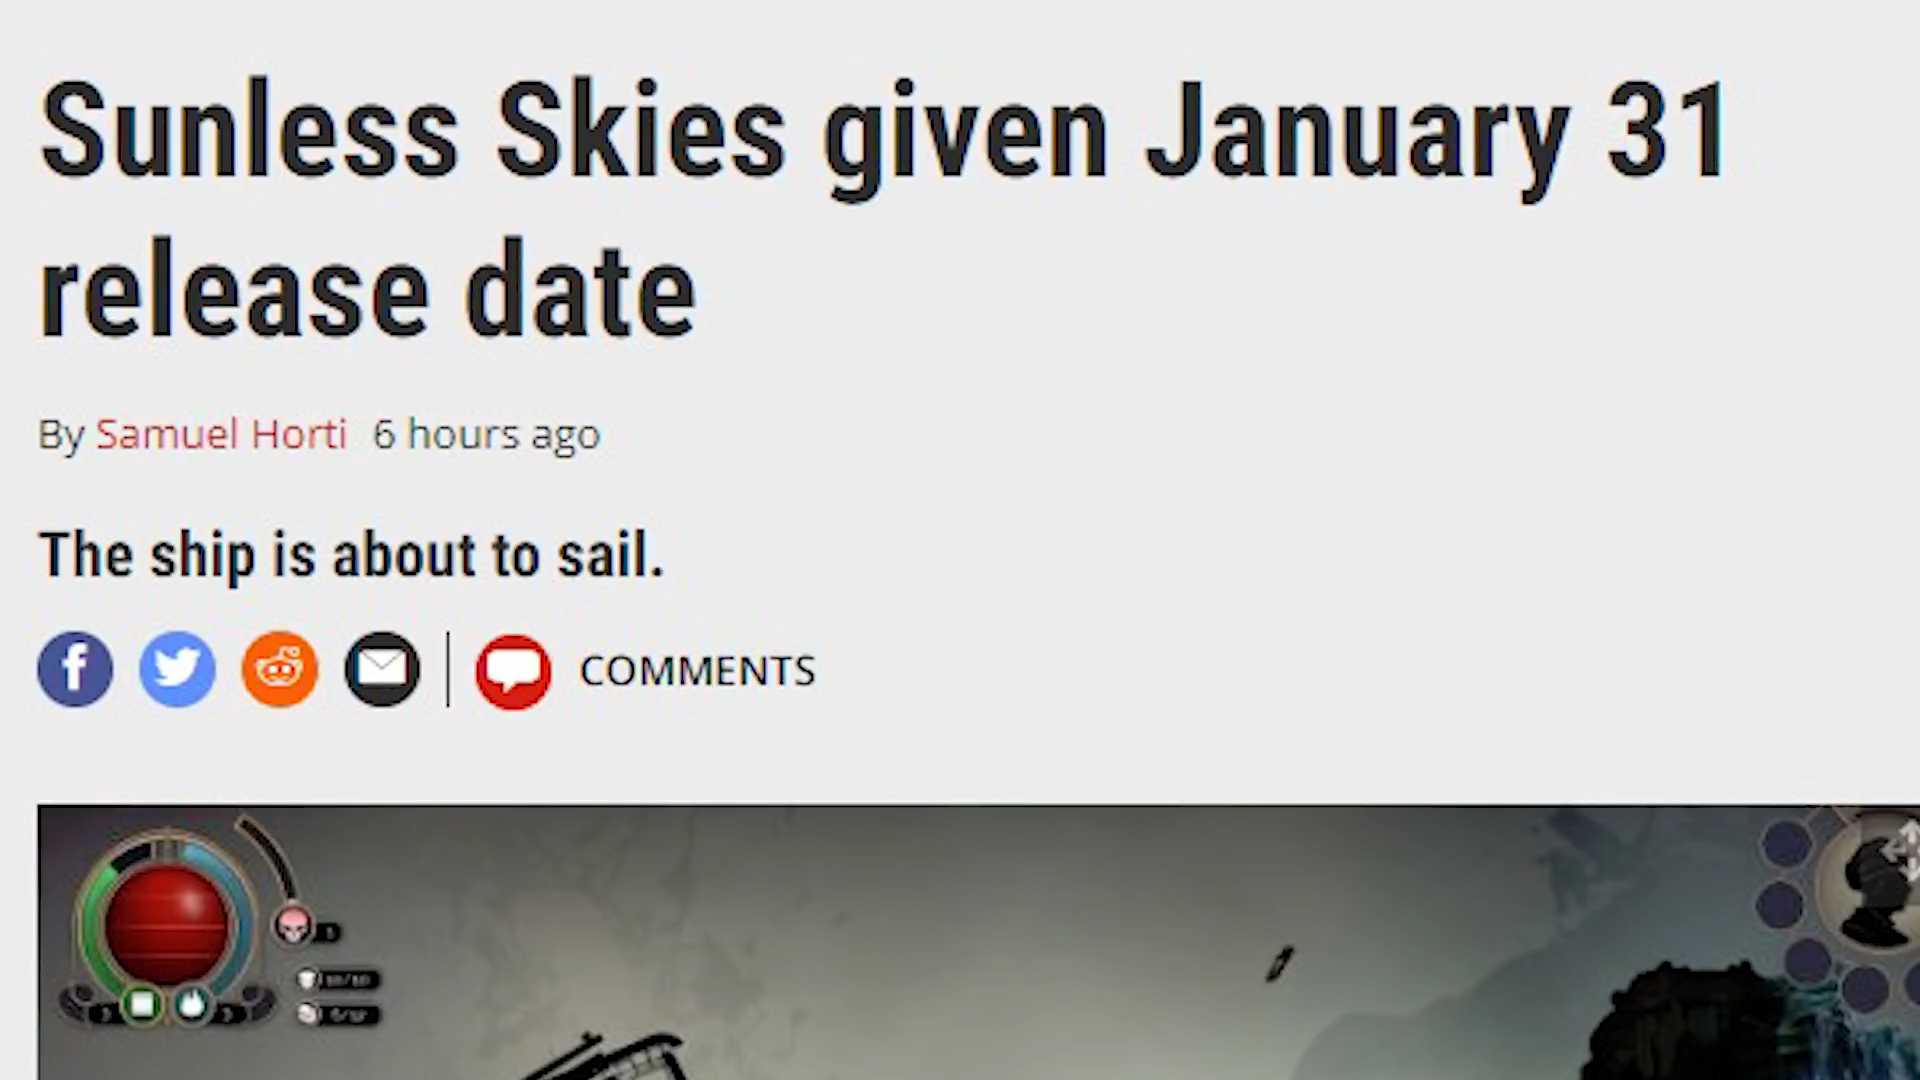 Sunless Skies given January 31
release date
By Samuel Horti 6 hours ago
The ship is about to sail.
COMMENTS